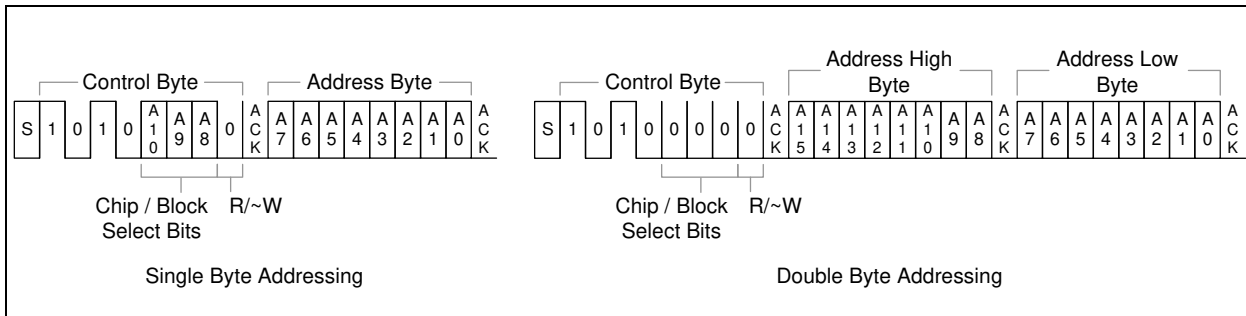 Control Byte
Address Byte
S 1 0 1 0 A10 A9 A8 0 ACK A7 A6 A5 A4 A3 A2 A1 A0 ACK
Chip / Block
Select Bits
R/~W
Single Byte Addressing
Control Byte
Address High
Byte
Address Low
Byte
S 1 0 1 0 0 0 0 0 ACK A15 A14 A13 A12 A11 A10 A9 A8 ACK A7 A6 A5 A4 A3 A2 A1 A0 ACK
Chip / Block
Select Bits
R/~W
Double Byte Addressing